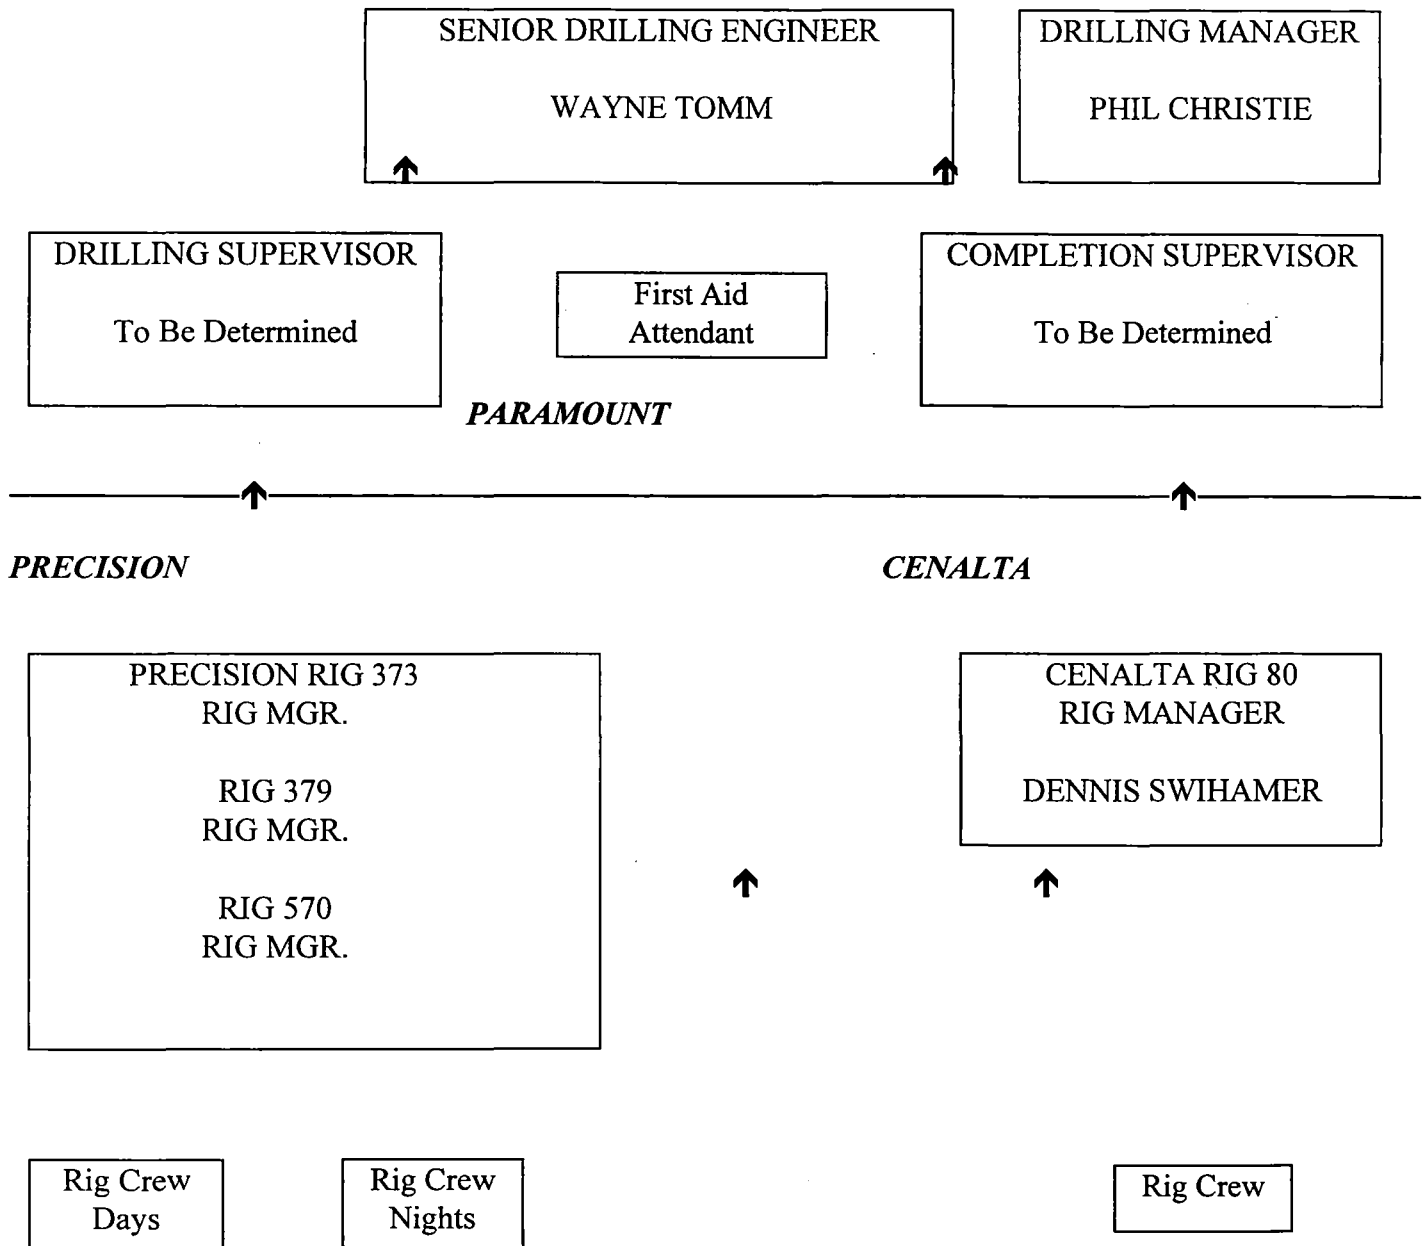 SENIOR DRILLING ENGINEER
WAYNE TOMM
DRILLING MANAGER
PHIL CHRISTIE
DRILLING SUPERVISOR
To Be Determined
First Aid
Attendant
COMPLETION SUPERVISOR
To Be Determined
PARAMOUNT
PRECISION
CENALTA
PRECISION RIG 373
RIG MGR.
RIG 379
RIG MGR.
RIG 570
RIG MGR.
CENALTA RIG 80
RIG MANAGER
DENNIS SWIHAMER
Rig Crew
Days
Rig Crew
Nights
Rig Crew